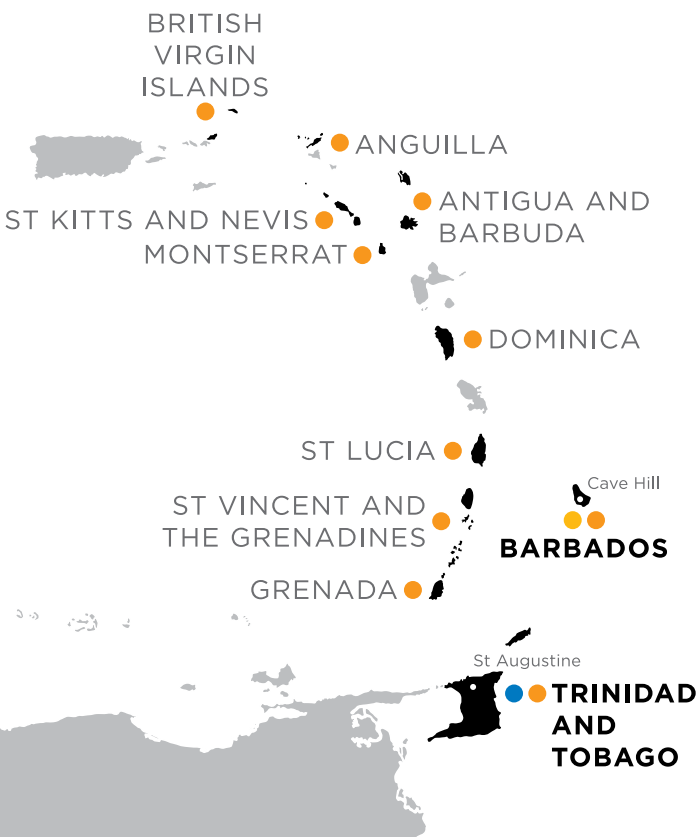 BRITISH
VIRGIN
ISLANDS
ANGUILLA
ANTIGUA AND
BARBUDA
ST KITTS AND NEVIS
MONTSERRAT
DOMINICA
ST LUCIA
Cave Hill
ST VINCENT AND
THE GRENADINES
BARBADOS
GRENADA
St Augustine
TRINIDAD
AND
TOBAGO